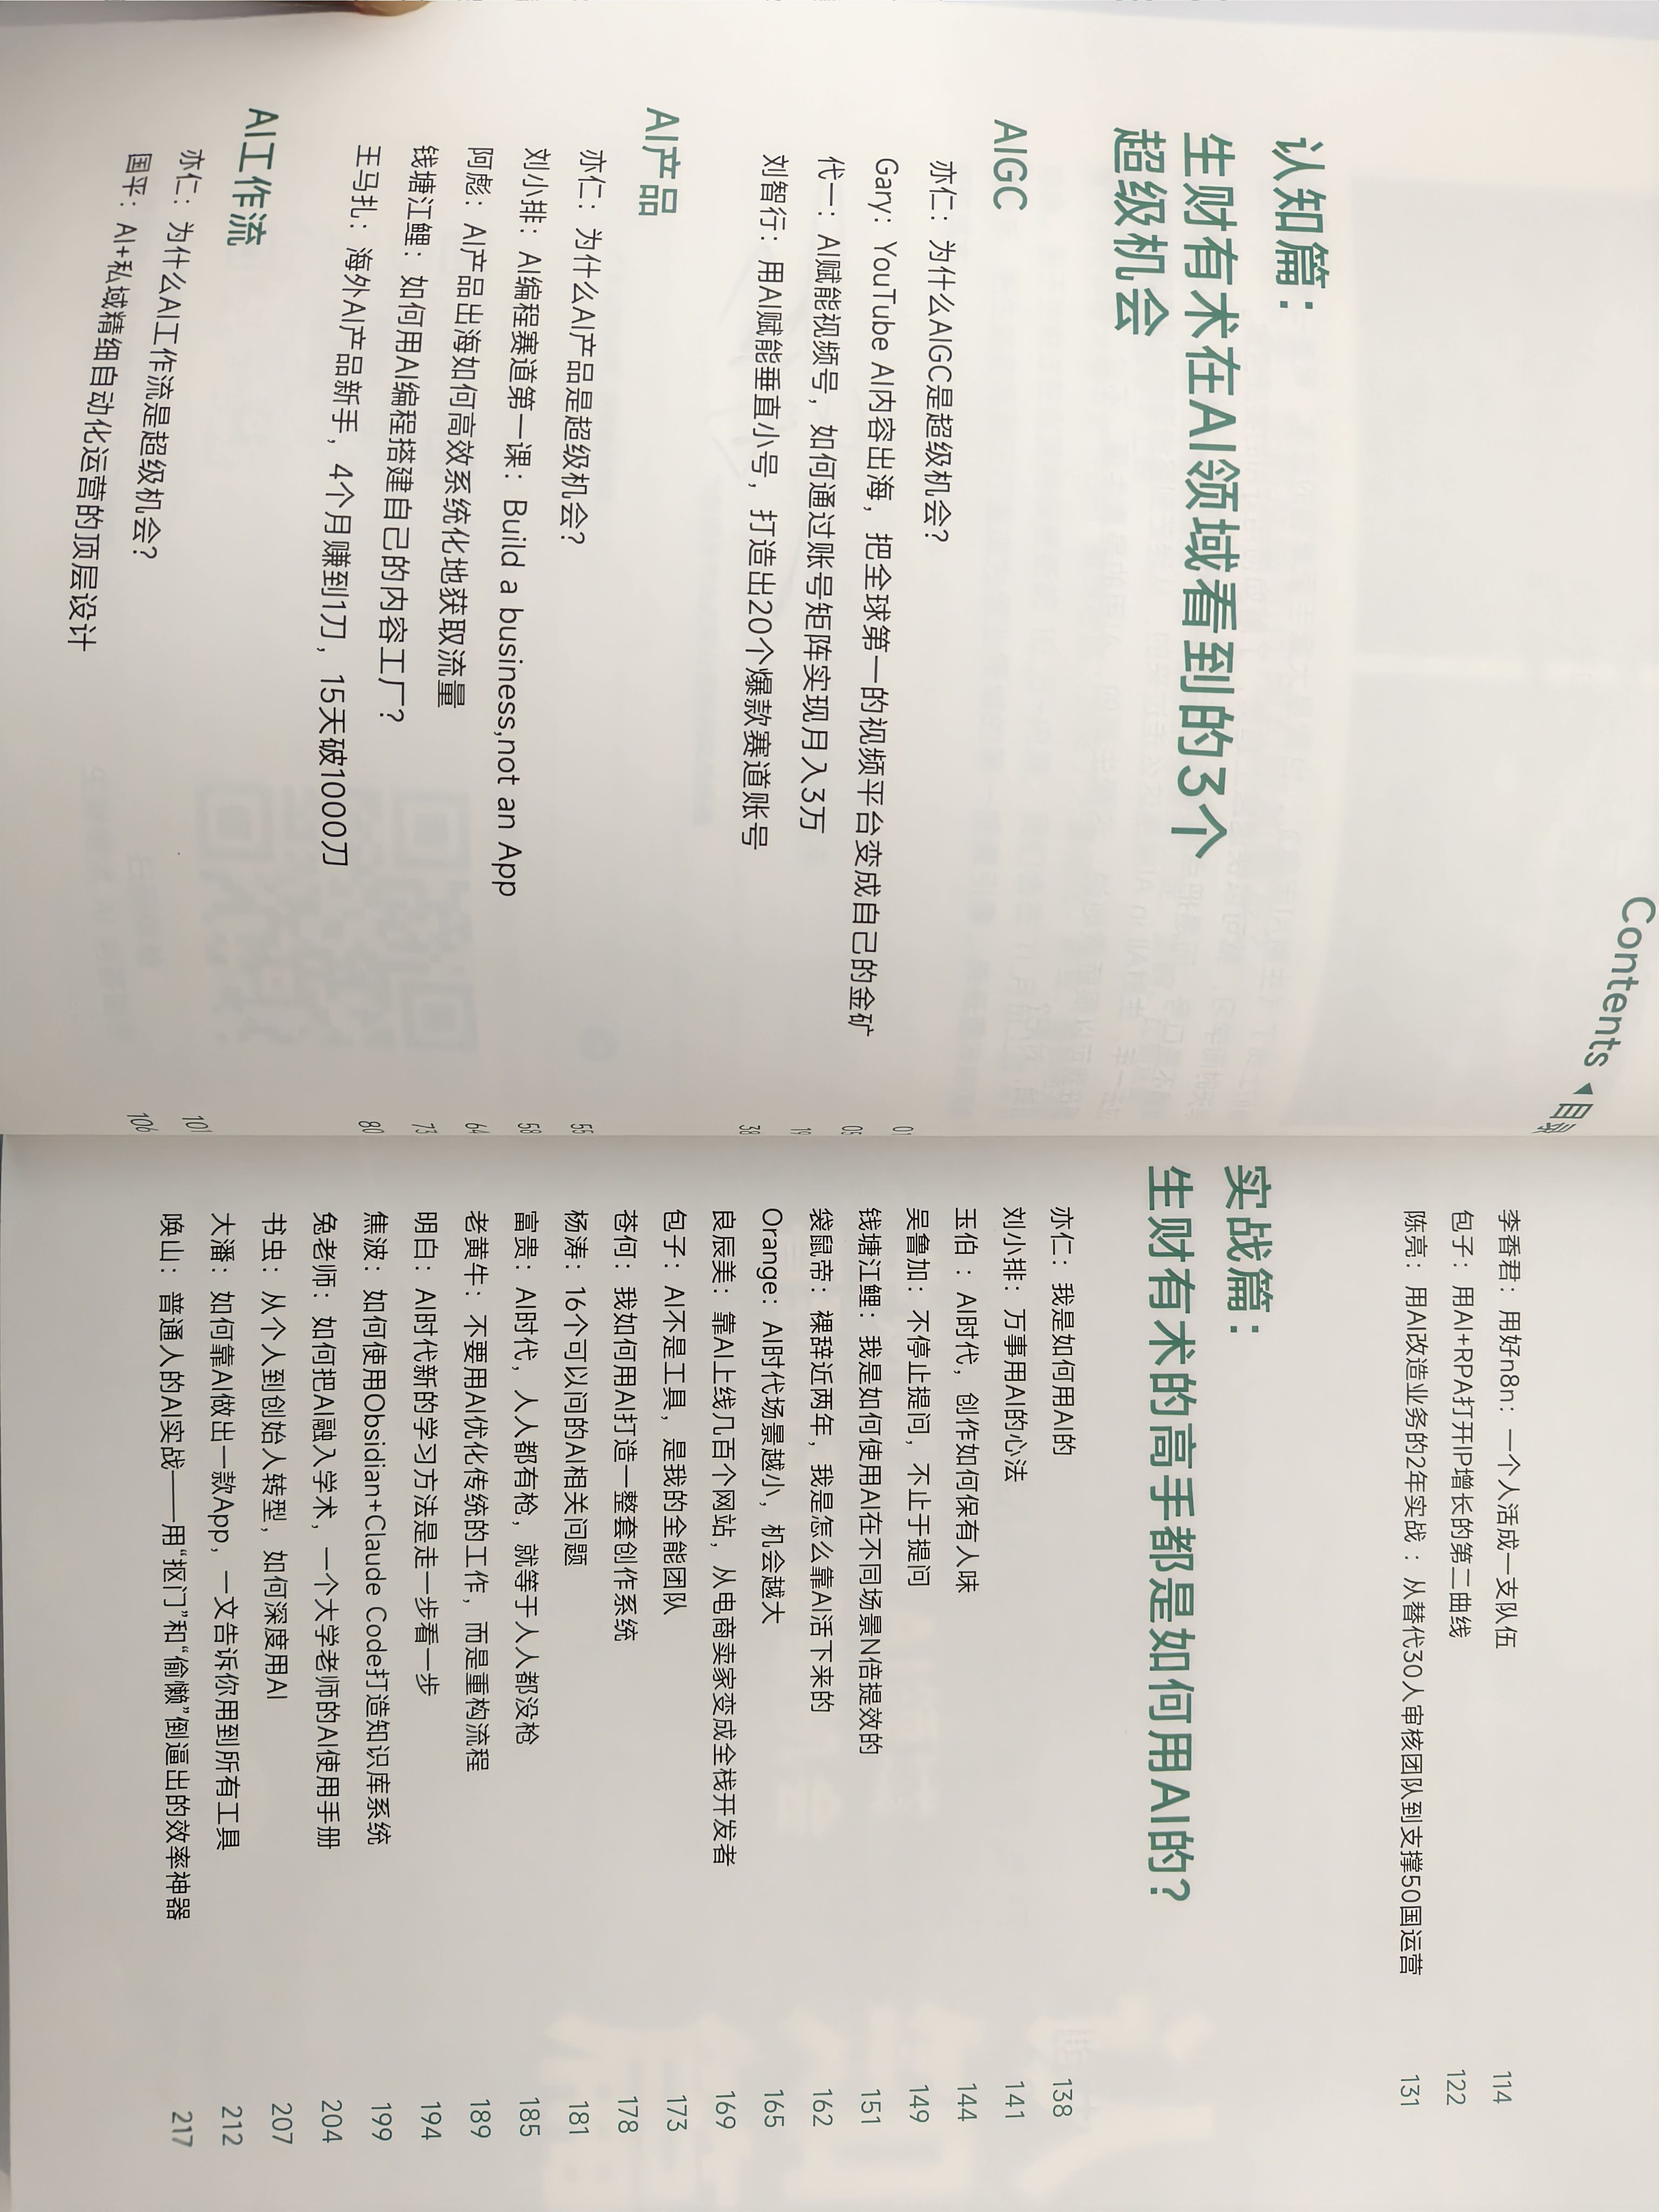 Contents ◀ 目录
认知篇：
生财有术在AI领域看到的3个
超级机会
AIGC
亦仁：为什么AIGC是超级机会？ 01
Gary：YouTube AI内容出海，把全球第一的视频平台变成自己的金矿 05
代一：AI赋能视频号，如何通过账号矩阵实现月入3万 19
刘智行：用AI赋能垂直小号，打造出20个爆款赛道账号 38
AI产品
亦仁：为什么AI产品是超级机会？ 55
刘小排：AI编程赛道第一课：Build a business,not an App 58
阿彪：AI产品出海如何高效系统化地获取流量 64
钱塘江鲤：如何用AI编程搭建自己的内容工厂？ 73
王马扎：海外AI产品新手，4个月赚到1刀，15天破1000刀 80
AI工作流
亦仁：为什么AI工作流是超级机会？ 101
国平：AI+私域精细自动化运营的顶层设计 106
李香君：用好n8n：一个人活成一支队伍 114
包子：用AI+RPA打开IP增长的第二曲线 122
陈亮：用AI改造业务的2年实战：从替代30人审核团队到支撑50国运营 131
实战篇：
生财有术的高手都是如何用AI的？
亦仁：我是如何用AI的 138
刘小排：万事用AI的心法 141
玉伯：AI时代，创作如何保有人味 144
吴鲁加：不停止提问，不止于提问 149
钱塘江鲤：我是如何使用AI在不同场景N倍提效的 151
袋鼠帝：裸辞近两年，我是怎么靠AI活下来的 162
Orange：AI时代场景越小，机会越大 165
良辰美：靠AI上线几百个网站，从电商卖家变成全栈开发者 169
包子：AI不是工具，是我的全能团队 173
苍何：我如何用AI打造一整套创作系统 178
杨涛：16个可以问的AI相关问题 181
富贵：AI时代，人人都有枪，就等于人人都没枪 185
老黄牛：不要用AI优化传统的工作，而是重构流程 189
明白：AI时代新的学习方法是走一步看一步 194
焦波：如何使用Obsidian+Claude Code打造知识库系统 199
兔老师：如何把AI融入学术，一个大学老师的AI使用手册 204
书虫：从个人到创始人转型，如何深度用AI 207
大潘：如何靠AI做出一款App，一文告诉你用到所有工具 212
唤山：普通人的AI实战——用“抠门”和“偷懒”倒逼出的效率神器 217